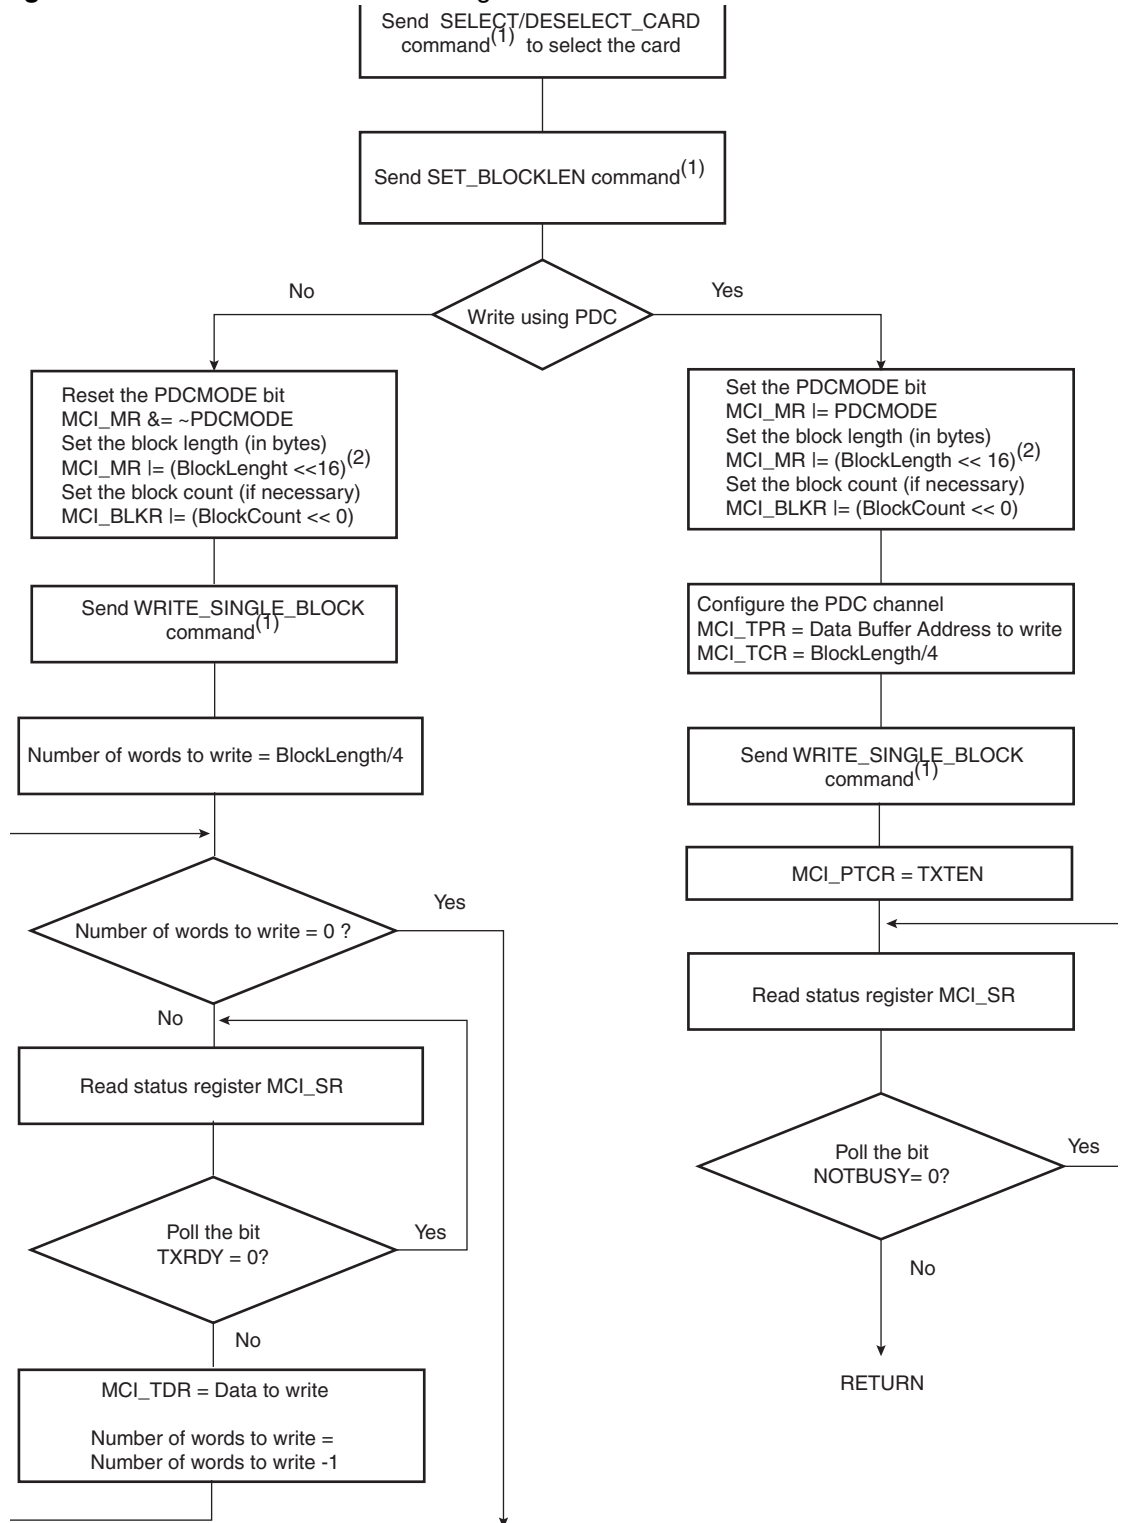 Send SELECT/DESELECT_CARD
command(1) to select the card
Send SET_BLOCKLEN command(1)
No
Yes
Write using PDC
Reset the PDCMODE bit
MCI_MR &= ~PDCMODE
Set the block length (in bytes)
MCI_MR |= (BlockLenght <<16)(2)
Set the block count (if necessary)
MCI_BLKR |= (BlockCount << 0)
Set the PDCMODE bit
MCI_MR |= PDCMODE
Set the block length (in bytes)
MCI_MR |= (BlockLength << 16)(2)
Set the block count (if necessary)
MCI_BLKR |= (BlockCount << 0)
Send WRITE_SINGLE_BLOCK
command(1)
Configure the PDC channel
MCI_TPR = Data Buffer Address to write
MCI_TCR = BlockLength/4
Number of words to write = BlockLength/4
Send WRITE_SINGLE_BLOCK
command(1)
MCI_PTCR = TXTEN
Number of words to write = 0 ?
Yes
No
Read status register MCI_SR
Read status register MCI_SR
Poll the bit
TXRDY = 0?
Yes
No
Poll the bit
NOTBUSY= 0?
Yes
No
RETURN
MCI_TDR = Data to write
Number of words to write =
Number of words to write -1